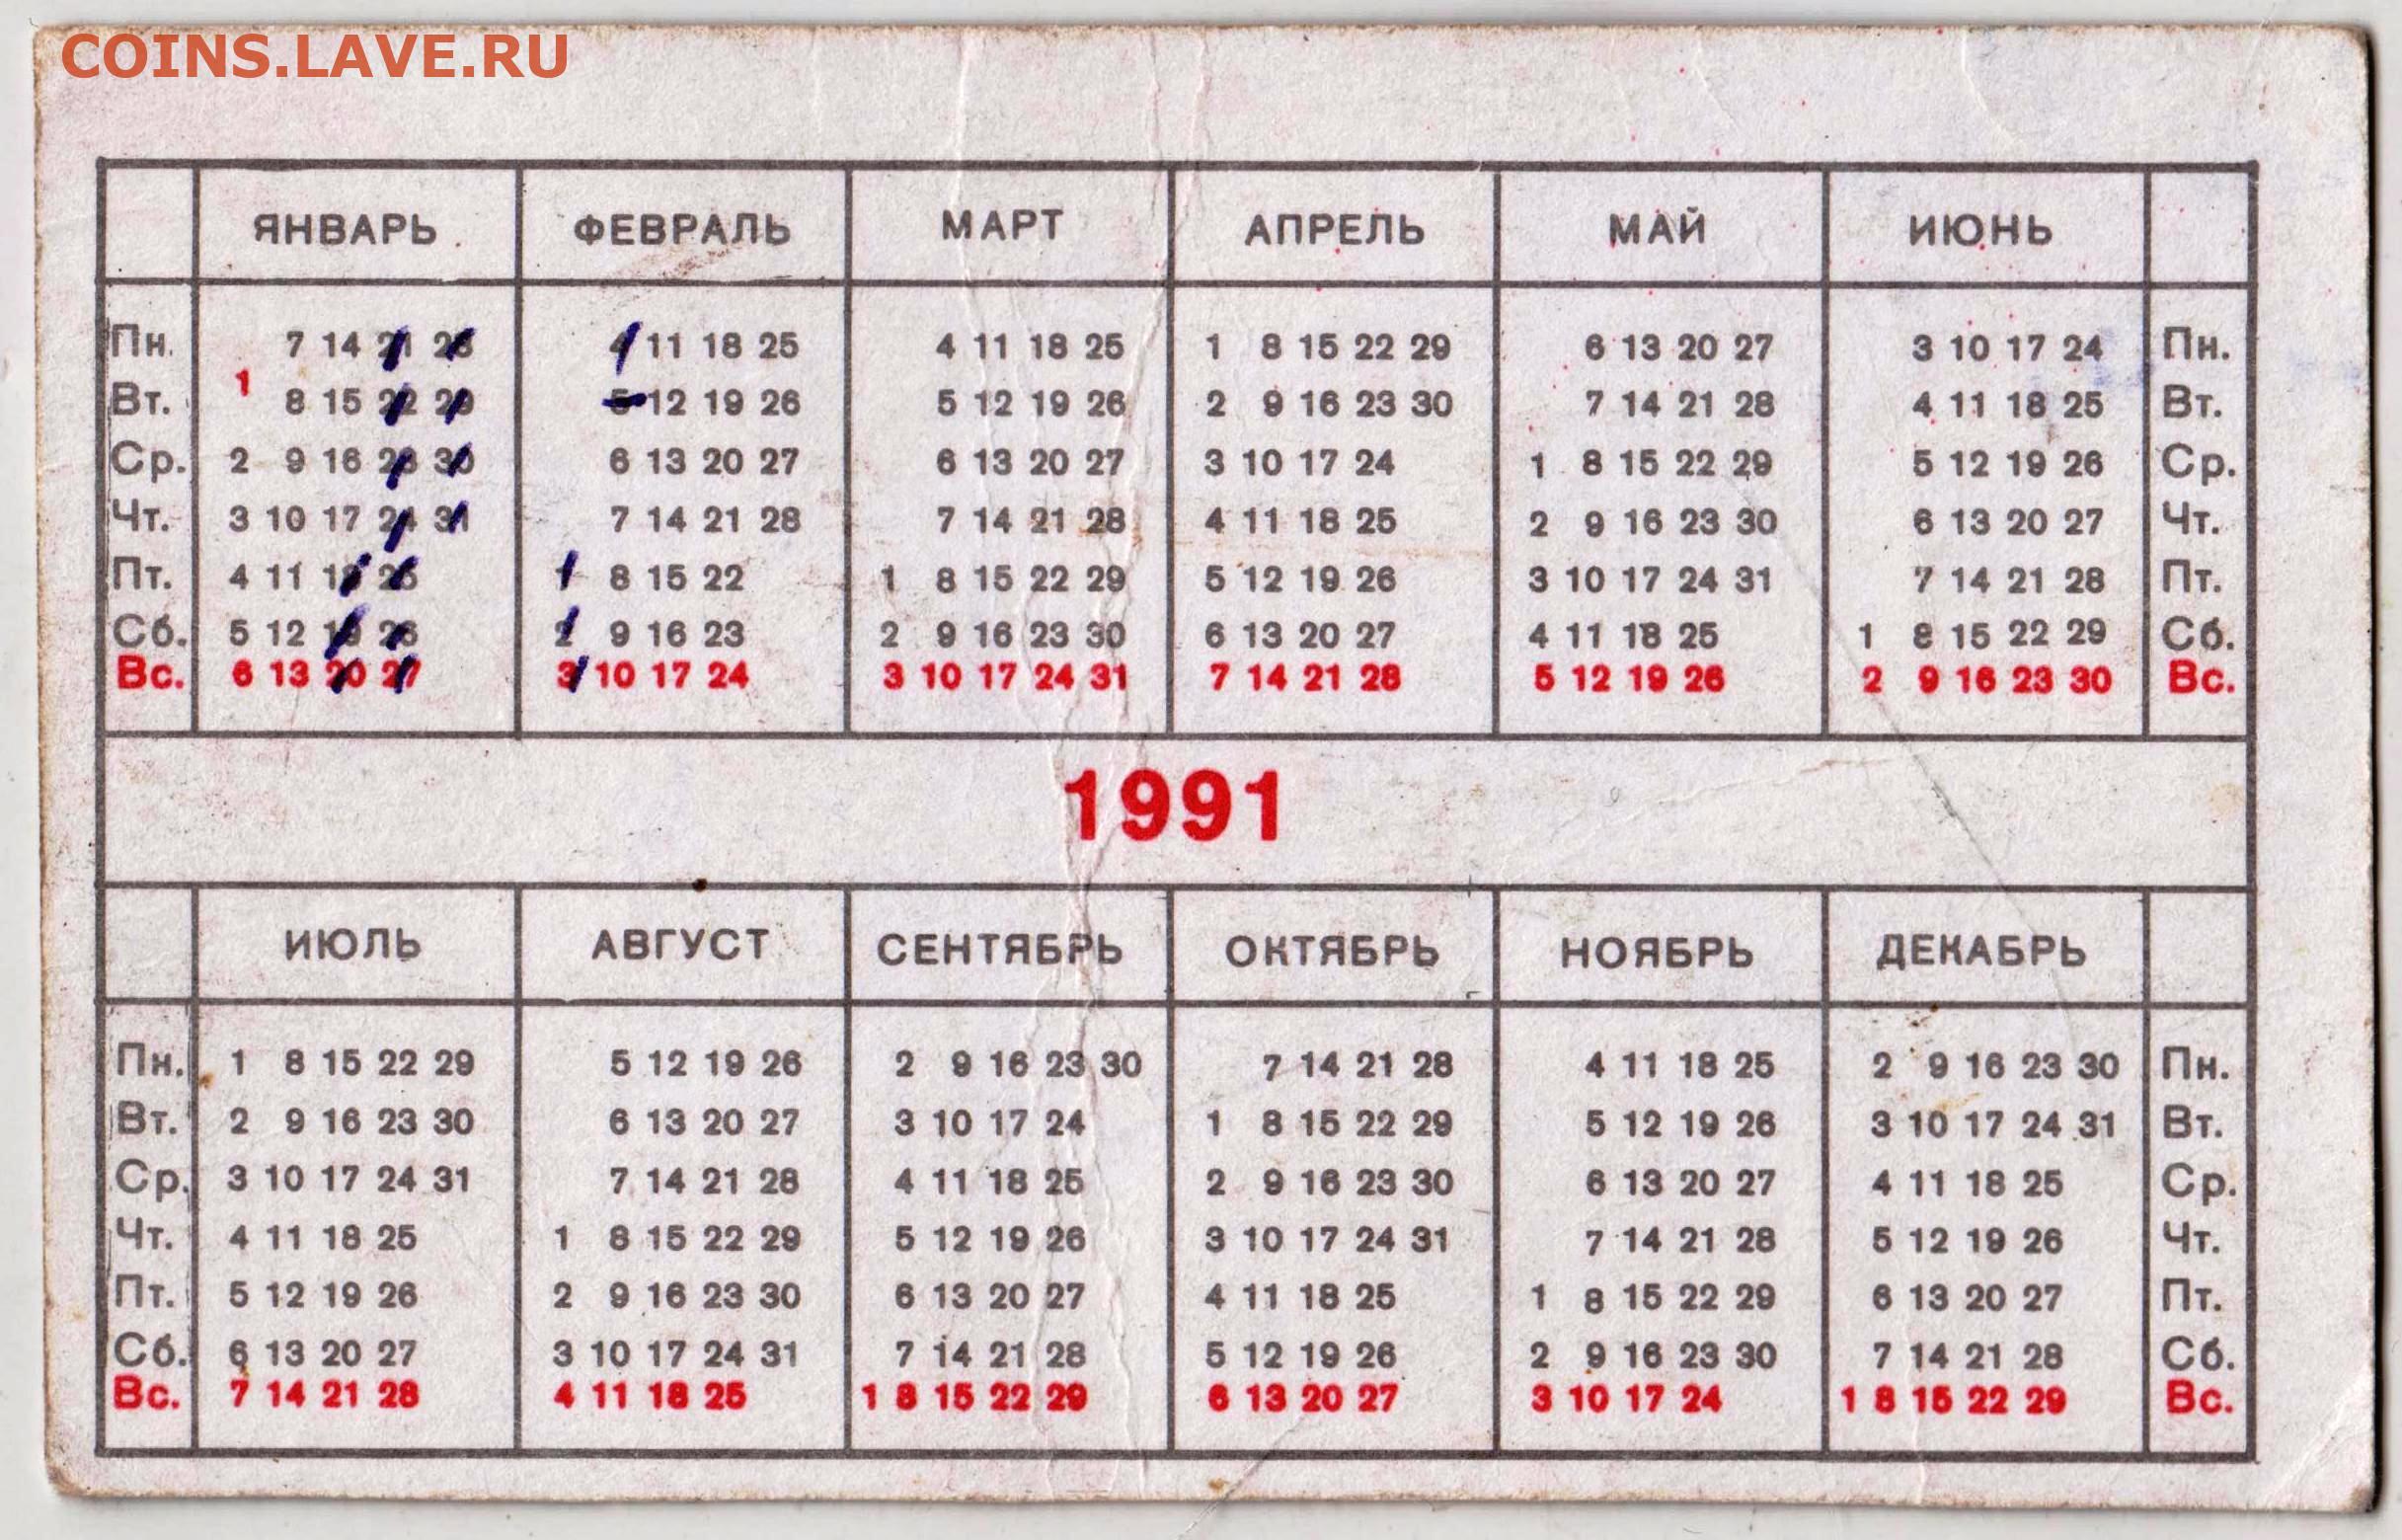 COINS.LAVE.RU
ЯНВАРЬ ФЕВРАЛЬ МАРТ АПРЕЛЬ МАЙ ИЮНЬ
Пн. 7 14 21 28 4 11 18 25 4 11 18 25 1 8 15 22 29 6 13 20 27 3 10 17 24 Пн.
Вт. 1 8 15 22 29 5 12 19 26 5 12 19 26 2 9 16 23 30 7 14 21 28 4 11 18 25 Вт.
Ср. 2 9 16 23 30 6 13 20 27 6 13 20 27 3 10 17 24 1 8 15 22 29 5 12 19 26 Ср.
Чт. 3 10 17 24 31 7 14 21 28 7 14 21 28 4 11 18 25 2 9 16 23 30 6 13 20 27 Чт.
Пт. 4 11 18 25 1 8 15 22 1 8 15 22 29 5 12 19 26 3 10 17 24 31 7 14 21 28 Пт.
Сб. 5 12 19 26 2 9 16 23 2 9 16 23 30 6 13 20 27 4 11 18 25 1 8 15 22 29 Сб.
Вс. 6 13 20 27 3 10 17 24 3 10 17 24 31 7 14 21 28 5 12 19 26 2 9 16 23 30 Вс.
1991
ИЮЛЬ АВГУСТ СЕНТЯБРЬ ОКТЯБРЬ НОЯБРЬ ДЕКАБРЬ
Пн. 1 8 15 22 29 5 12 19 26 2 9 16 23 30 7 14 21 28 4 11 18 25 2 9 16 23 30 Пн.
Вт. 2 9 16 23 30 6 13 20 27 3 10 17 24 1 8 15 22 29 5 12 19 26 3 10 17 24 31 Вт.
Ср. 3 10 17 24 31 7 14 21 28 4 11 18 25 2 9 16 23 30 6 13 20 27 4 11 18 25 Ср.
Чт. 4 11 18 25 1 8 15 22 29 5 12 19 26 3 10 17 24 31 7 14 21 28 5 12 19 26 Чт.
Пт. 5 12 19 26 2 9 16 23 30 6 13 20 27 4 11 18 25 1 8 15 22 29 6 13 20 27 Пт.
Сб. 6 13 20 27 3 10 17 24 31 7 14 21 28 5 12 19 26 2 9 16 23 30 7 14 21 28 Сб.
Вс. 7 14 21 28 4 11 18 25 1 8 15 22 29 6 13 20 27 3 10 17 24 1 8 15 22 29 Вс.